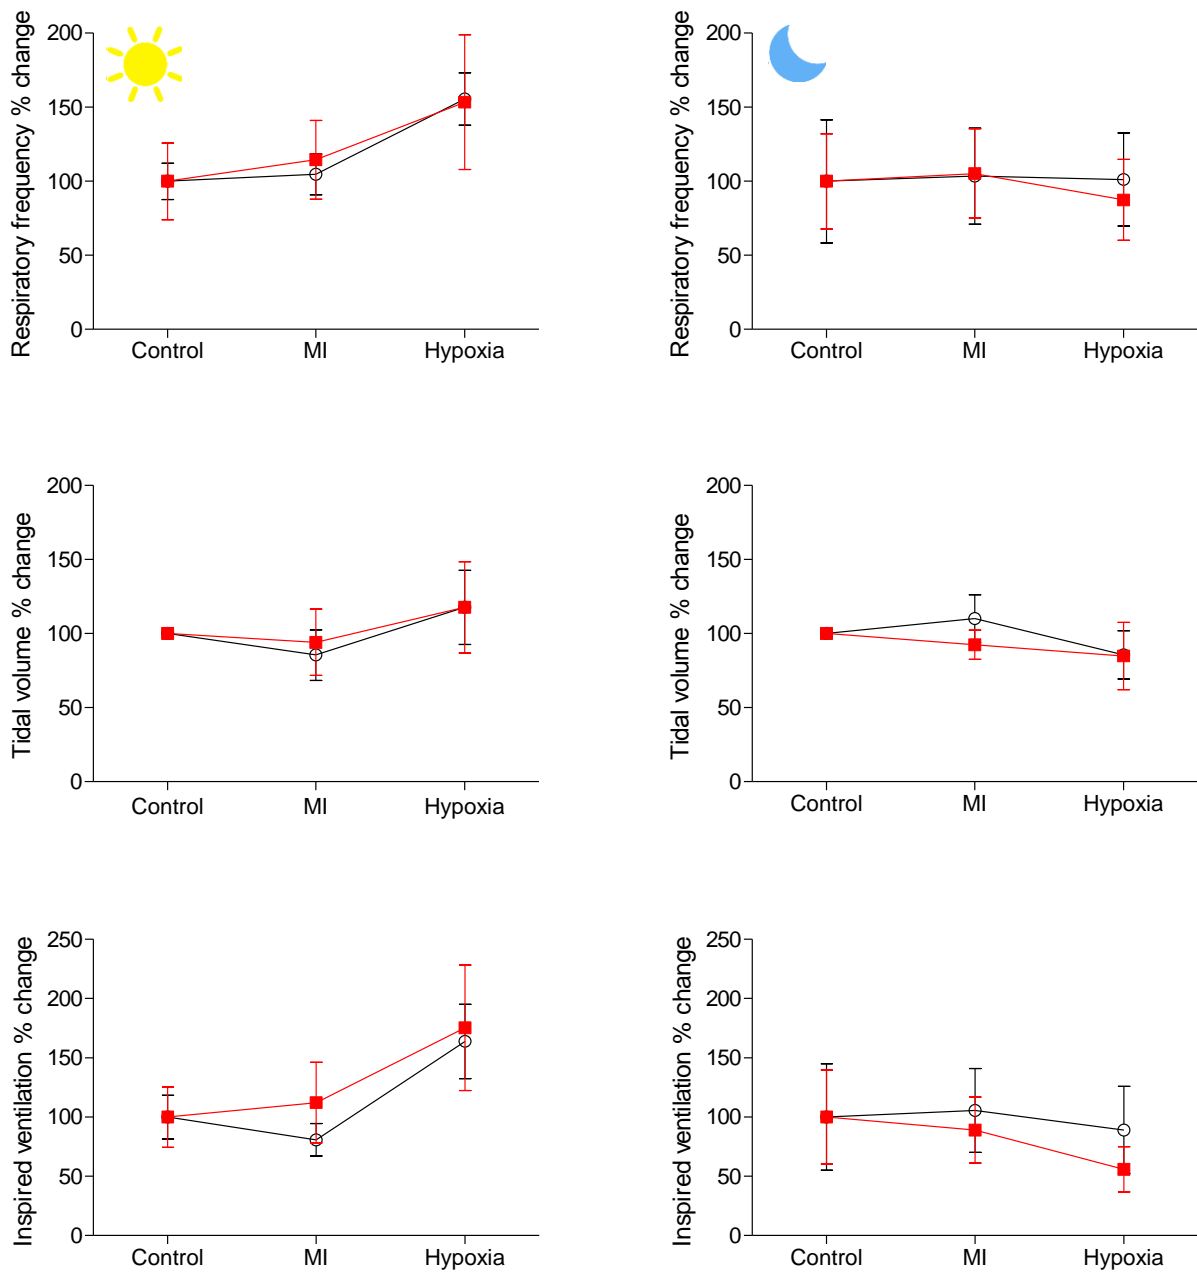 Respiratory frequency % change
200
150
100
50
0
Control MI Hypoxia
Respiratory frequency % change
200
150
100
50
0
Control MI Hypoxia
Tidal volume % change
200
150
100
50
0
Control MI Hypoxia
Tidal volume % change
200
150
100
50
0
Control MI Hypoxia
Inspired ventilation % change
250
200
150
100
50
0
Control MI Hypoxia
Inspired ventilation % change
250
200
150
100
50
0
Control MI Hypoxia